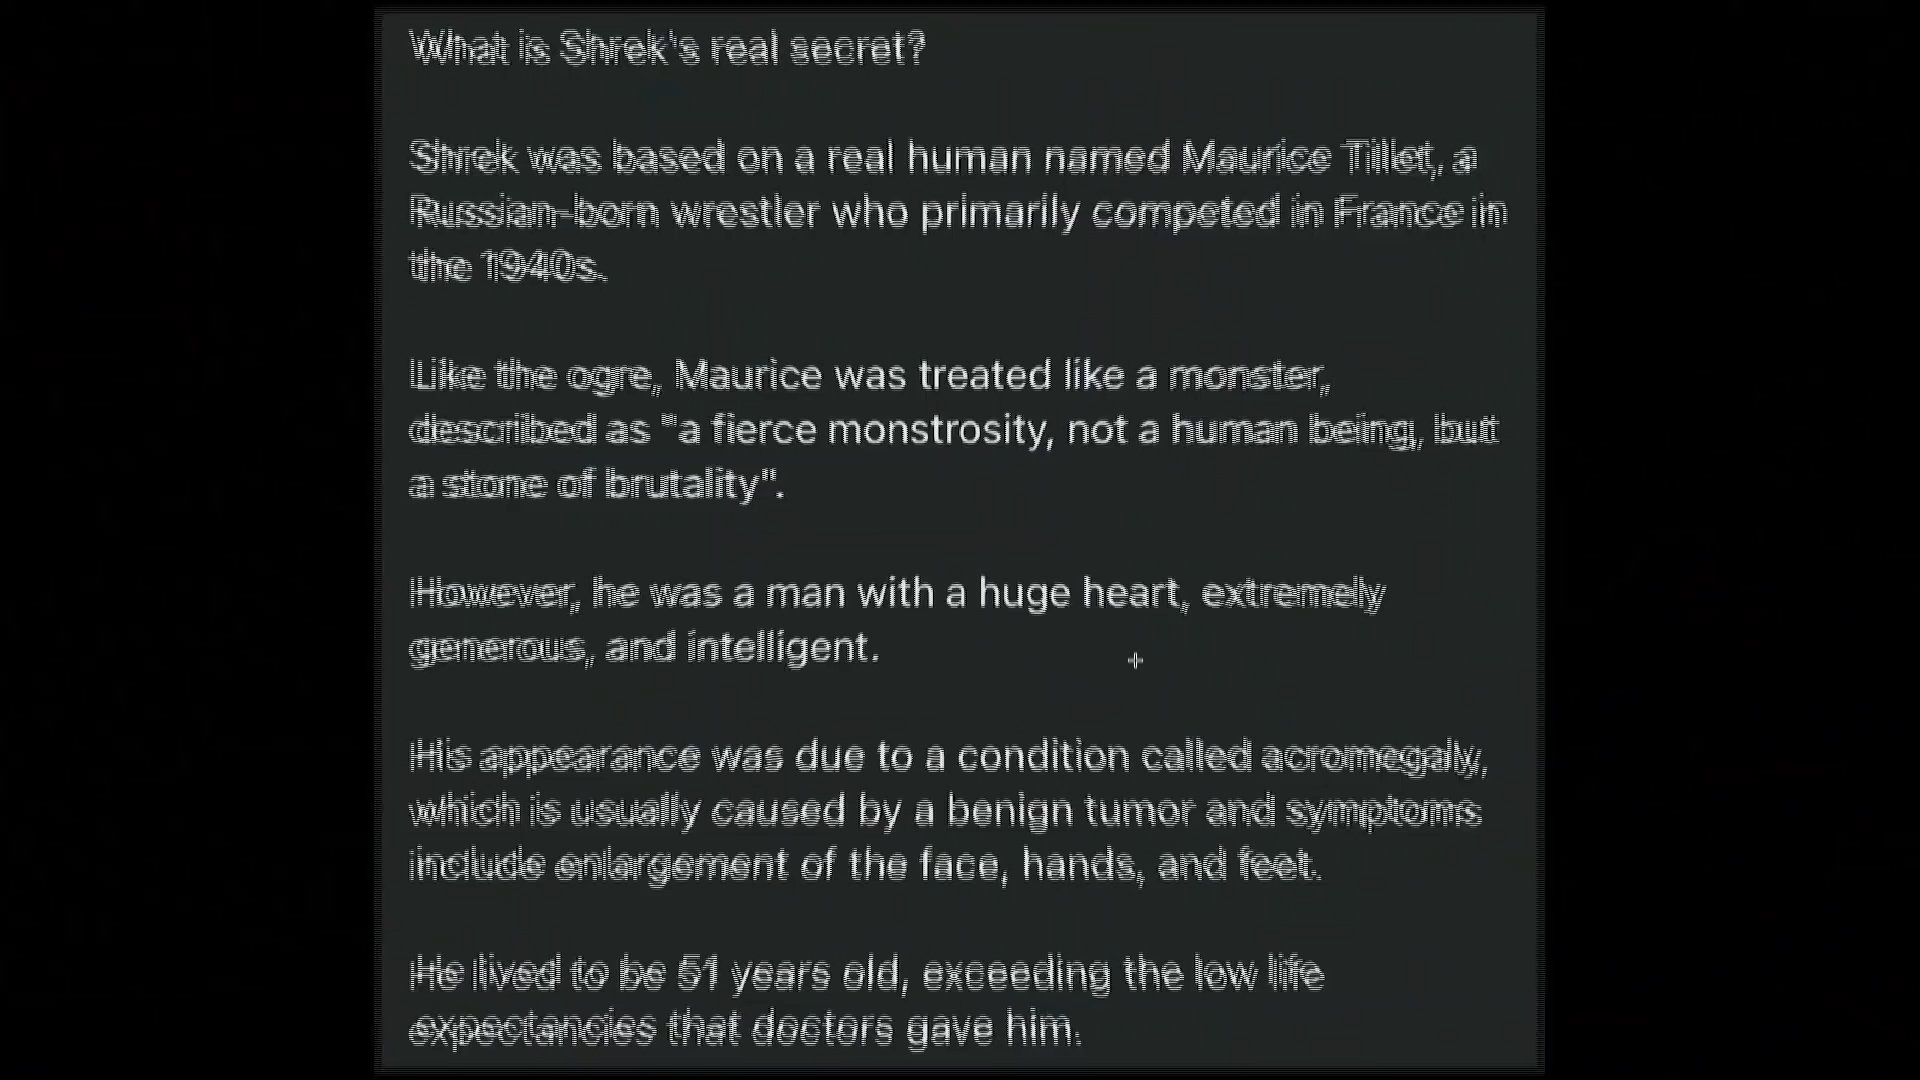 What is Shrek's real secret?
Shrek was based on a real human named Maurice Tillet, a
Russian-born wrestler who primarily competed in France in
the 1940s.
Like the ogre, Maurice was treated like a monster,
described as "a fierce monstrosity, not a human being, but
a stone of brutality".
However, he was a man with a huge heart, extremely
generous, and intelligent.
His appearance was due to a condition called acromegaly,
which is usually caused by a benign tumor and symptoms
include enlargement of the face, hands, and feet.
He lived to be 51 years old, exceeding the low life
expectancies that doctors gave him.